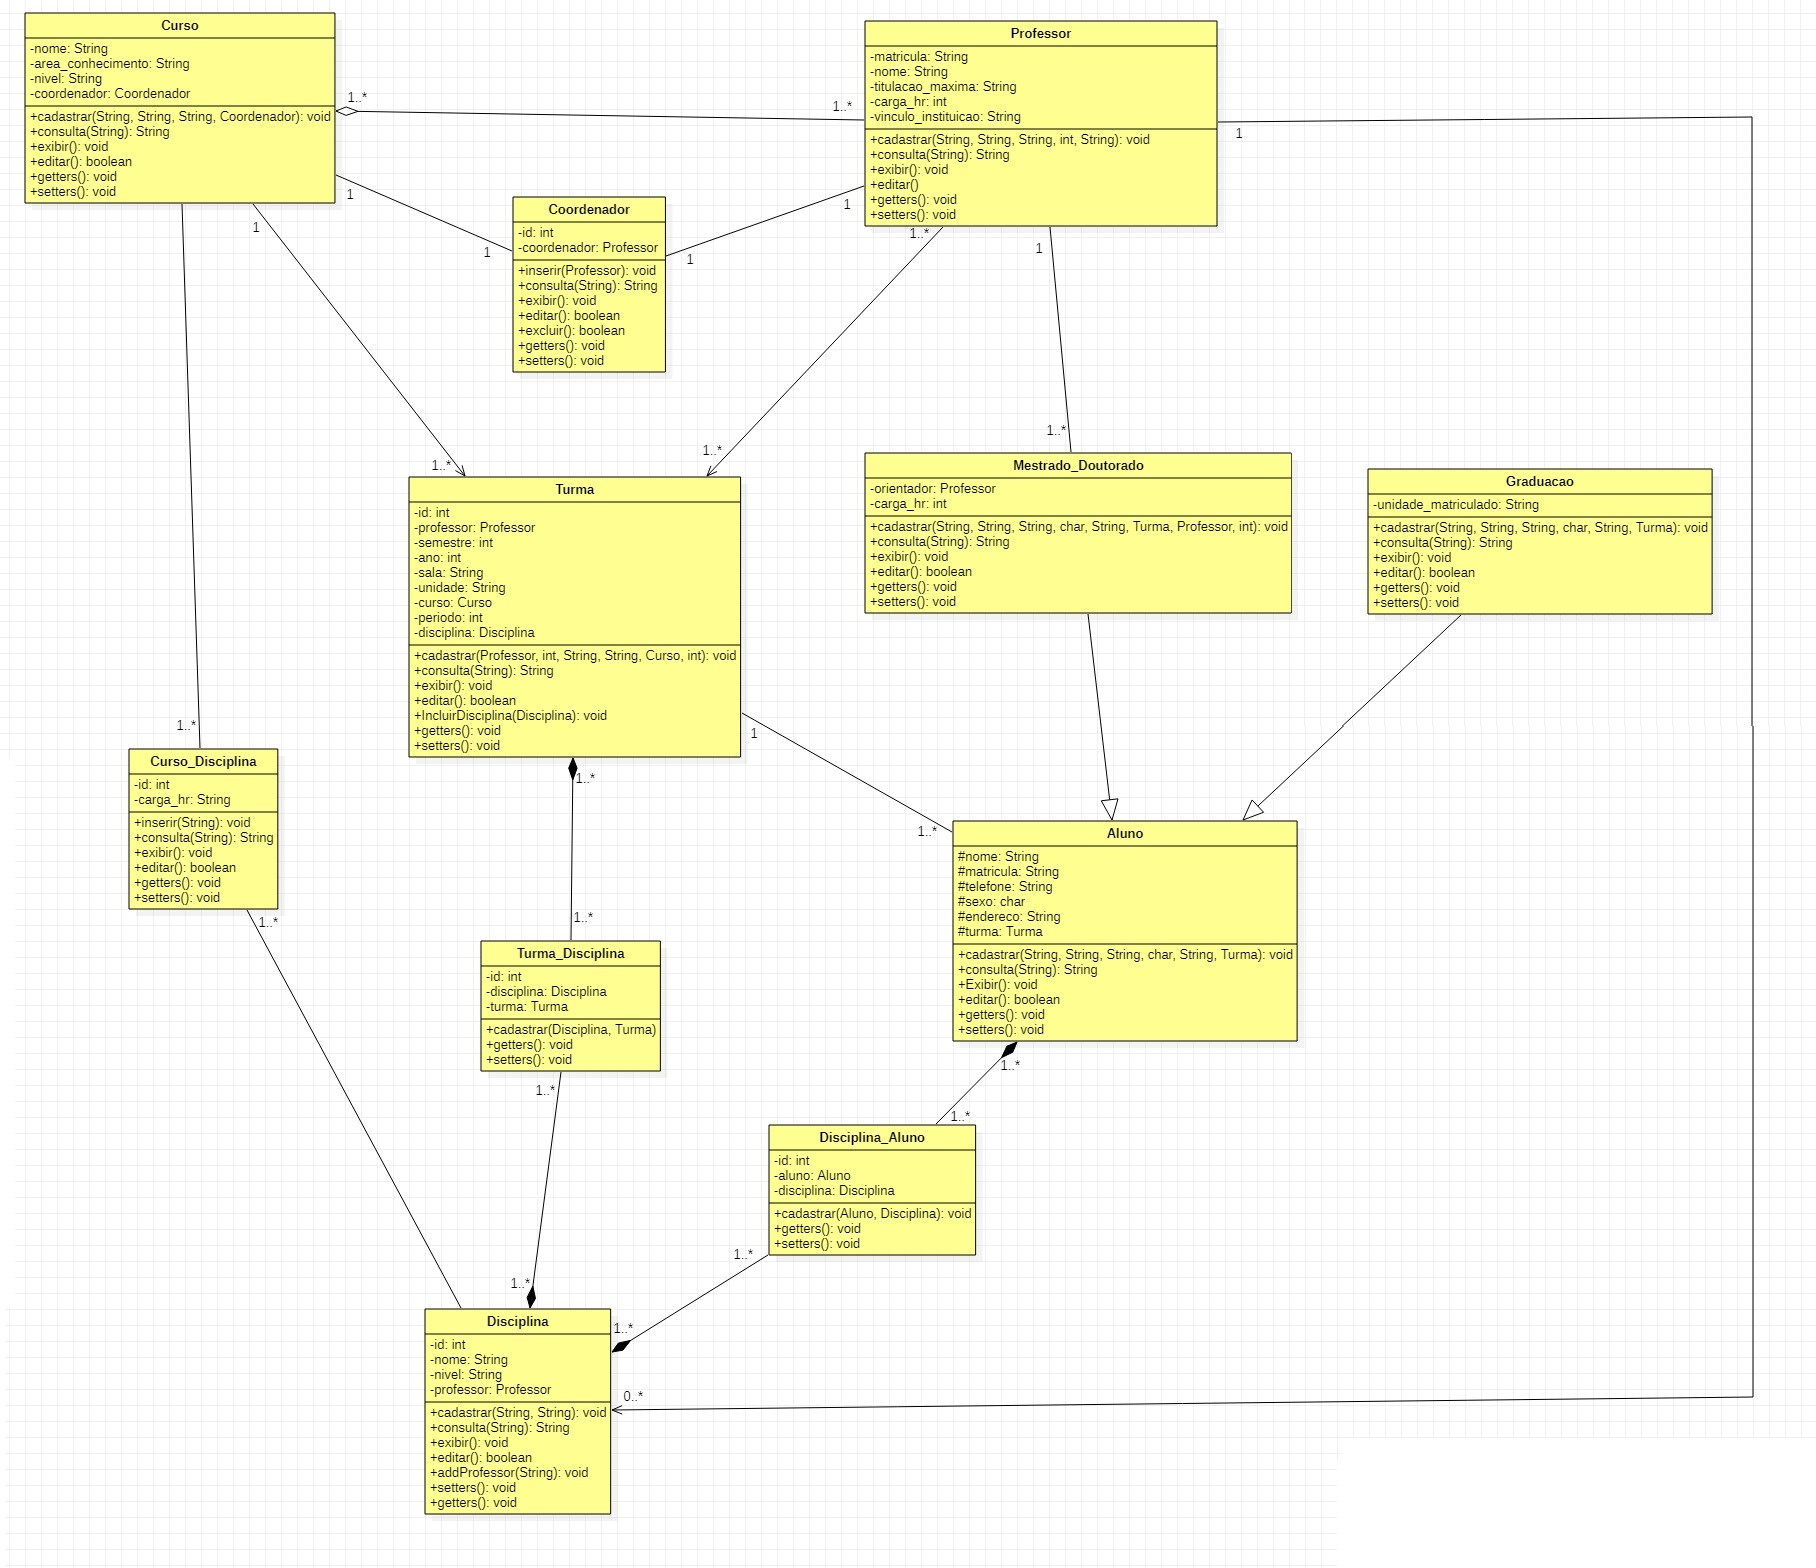 Curso
-nome: String
-area_conhecimento: String
-nivel: String
-coordenador: Coordenador
+cadastrar(String, String, String, Coordenador): void
+consulta(String): String
+exibir(): void
+editar(): boolean
+getters(): void
+setters(): void
1..*
1..*
Professor
-matricula: String
-nome: String
-titulacao_maxima: String
-carga_hr: int
-vinculo_instituicao: String
+cadastrar(String, String, String, int, String): void
+consulta(String): String
+exibir(): void
+editar()
+getters(): void
+setters(): void
1
1
1
1
1
Coordenador
-id: int
-coordenador: Professor
+inserir(Professor): void
+consulta(String): String
+exibir(): void
+editar(): boolean
+excluir(): boolean
+getters(): void
+setters(): void
1
1..*
1
1..*
1..*
1..*
Turma
-id: int
-professor: Professor
-semestre: int
-ano: int
-sala: String
-unidade: String
-curso: Curso
-periodo: int
-disciplina: Disciplina
+cadastrar(Professor, int, String, String, Curso, int): void
+consulta(String): String
+exibir(): void
+editar(): boolean
+IncluirDisciplina(Disciplina): void
+getters(): void
+setters(): void
Mestrado_Doutorado
-orientador: Professor
-carga_hr: int
+cadastrar(String, String, String, char, String, Turma, Professor, int): void
+consulta(String): String
+exibir(): void
+editar(): boolean
+getters(): void
+setters(): void
Graduacao
-unidade_matriculado: String
+cadastrar(String, String, String, char, String, Turma): void
+consulta(String): String
+exibir(): void
+editar(): boolean
+getters(): void
+setters(): void
1..*
1
1..*
1..*
Curso_Disciplina
-id: int
-carga_hr: String
+inserir(String): void
+consulta(String): String
+exibir(): void
+editar(): boolean
+getters(): void
+setters(): void
1..*
1..*
Aluno
#nome: String
#matricula: String
#telefone: String
#sexo: char
#endereco: String
#turma: Turma
+cadastrar(String, String, String, char, String, Turma): void
+consulta(String): String
+Exibir(): void
+editar(): boolean
+getters(): void
+setters(): void
Turma_Disciplina
-id: int
-disciplina: Disciplina
-turma: Turma
+cadastrar(Disciplina, Turma)
+getters(): void
+setters(): void
1..*
1..*
1..*
Disciplina_Aluno
-id: int
-aluno: Aluno
-disciplina: Disciplina
+cadastrar(Aluno, Disciplina): void
+getters(): void
+setters(): void
1..*
1..*
1..*
0..*
Disciplina
-id: int
-nome: String
-nivel: String
-professor: Professor
+cadastrar(String, String): void
+consulta(String): String
+exibir(): void
+editar(): boolean
+addProfessor(String): void
+setters(): void
+getters(): void